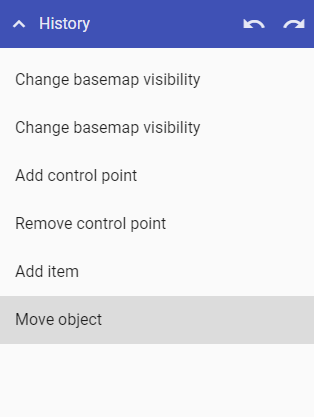 History
Change basemap visibility
Change basemap visibility
Add control point
Remove control point
Add item
Move object